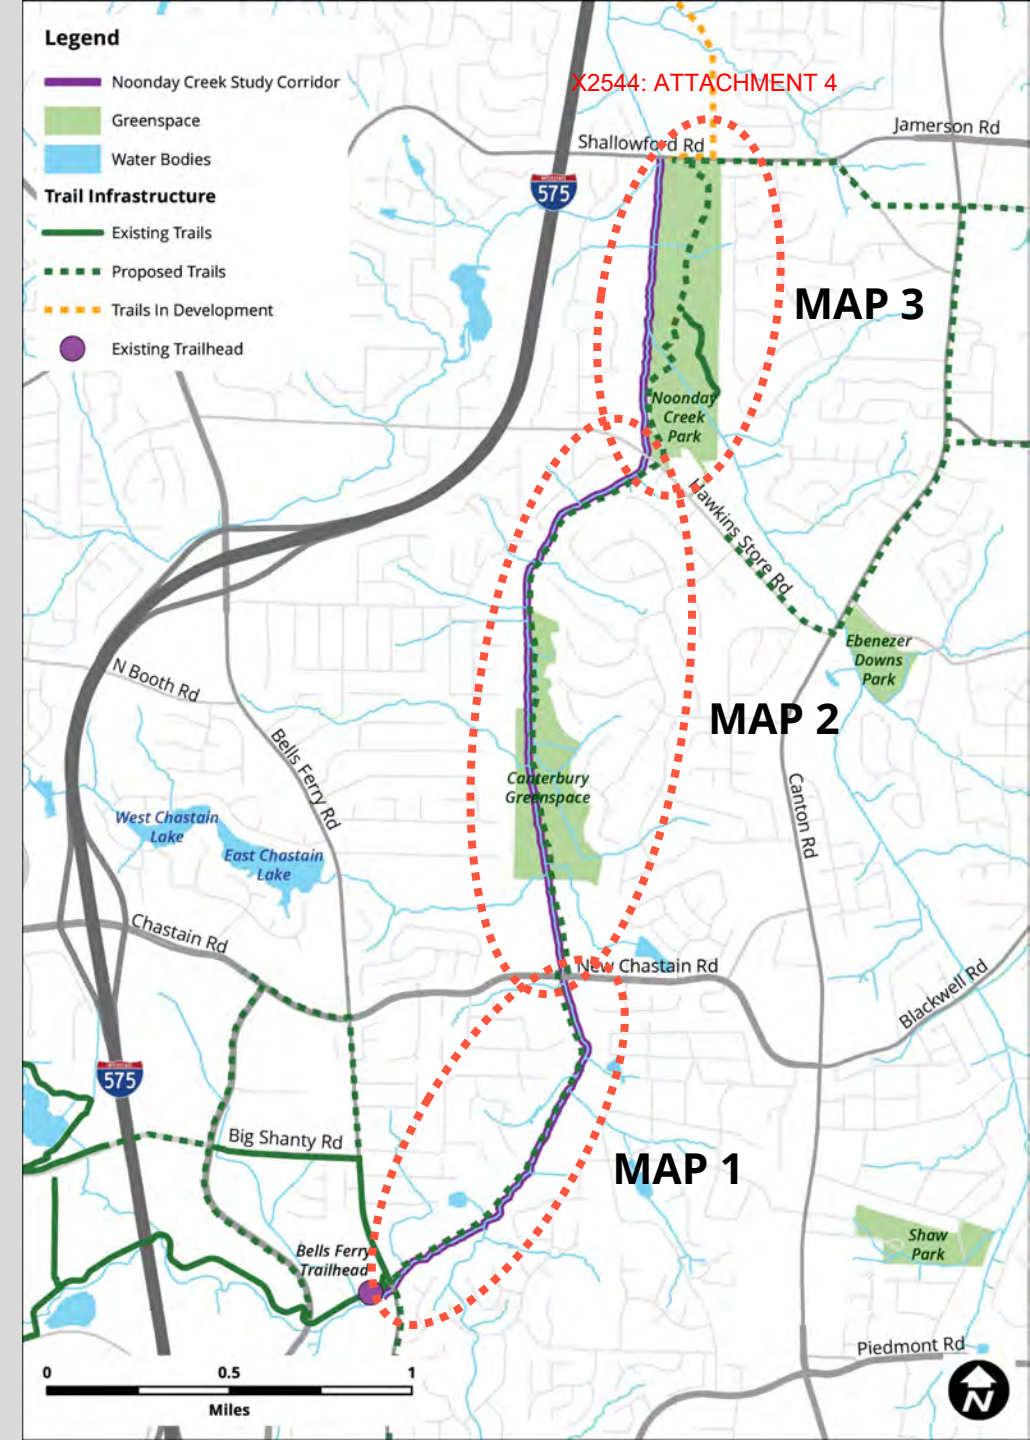 Legend
Noonday Creek Study Corridor
Greenspace
Water Bodies
Trail Infrastructure
Existing Trails
Proposed Trails
Trails In Development
Existing Trailhead
X2544: ATTACHMENT 4
Shallowford Rd
Jamerson Rd
INTERSTATE
575
MAP 3
Noonday
Creek
Park
Hawkins Store Rd
Ebenezer
Downs
Park
N Booth Rd
MAP 2
Bells Ferry Rd
Canterbury
Greenspace
Canton Rd
West Chastain
Lake
East Chastain
Lake
Chastain Rd
New Chastain Rd
Blackwell Rd
INTERSTATE
575
Big Shanty Rd
MAP 1
Bells Ferry
Trailhead
Shaw
Park
Piedmont Rd
0 0.5 1
Miles
N